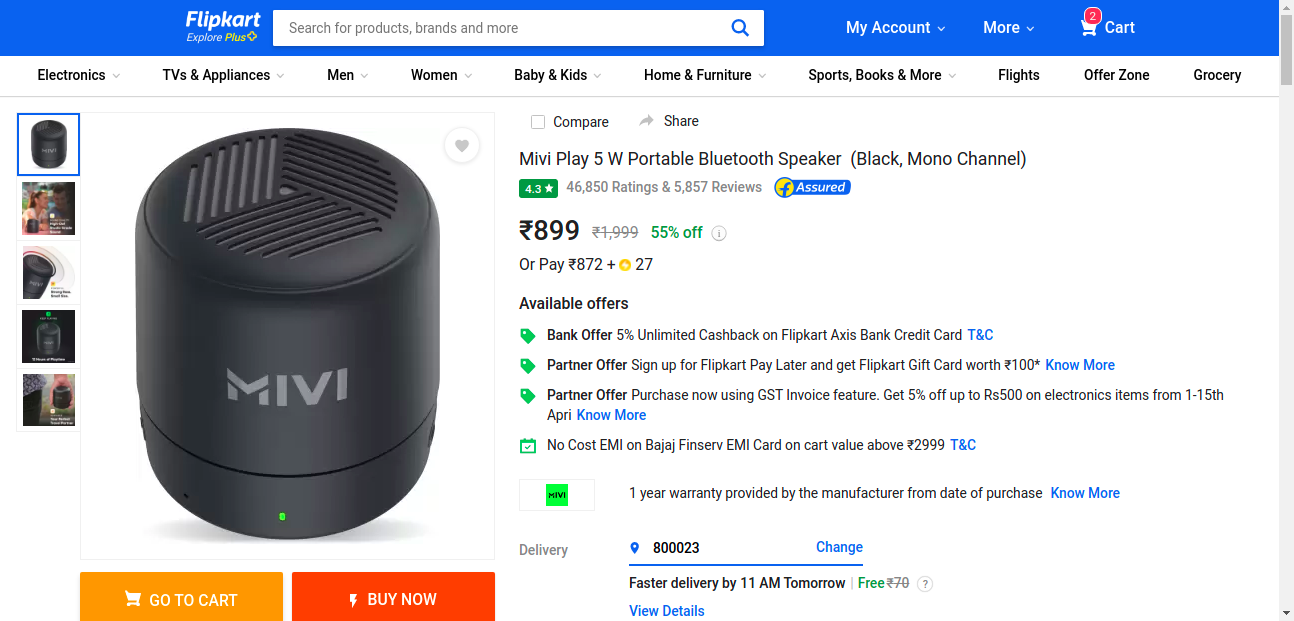 Flipkart
Explore Plus
Search for products, brands and more
My Account
More
2
Cart
Electronics
TVs & Appliances
Men
Women
Baby & Kids
Home & Furniture
Sports, Books & More
Flights
Offer Zone
Grocery
Compare
Share
Mivi Play 5 W Portable Bluetooth Speaker (Black, Mono Channel)
4.3 ★ 46,850 Ratings & 5,857 Reviews Assured
₹899 ₹1,999 55% off
Or Pay ₹872 + 27
Available offers
Bank Offer 5% Unlimited Cashback on Flipkart Axis Bank Credit Card T&C
Partner Offer Sign up for Flipkart Pay Later and get Flipkart Gift Card worth ₹100* Know More
Partner Offer Purchase now using GST Invoice feature. Get 5% off up to Rs500 on electronics items from 1-15th
Apri Know More
No Cost EMI on Bajaj Finserv EMI Card on cart value above ₹2999 T&C
MIVI
MIVI
1 year warranty provided by the manufacturer from date of purchase Know More
Delivery
800023
Change
Faster delivery by 11 AM Tomorrow | Free ₹70 ?
View Details
GO TO CART
BUY NOW